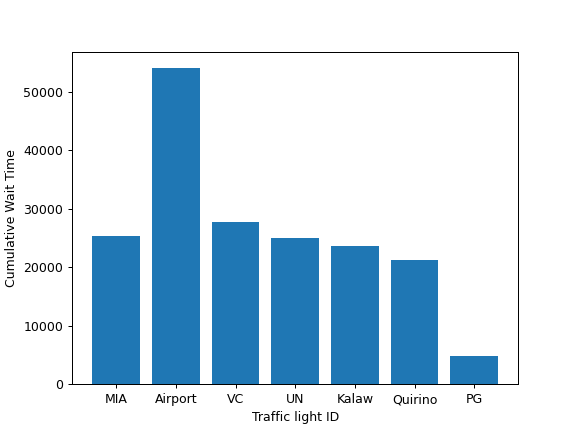 Cumulative Wait Time
50000
40000
30000
20000
10000
0
MIA Airport VC UN Kalaw Quirino PG
Traffic light ID